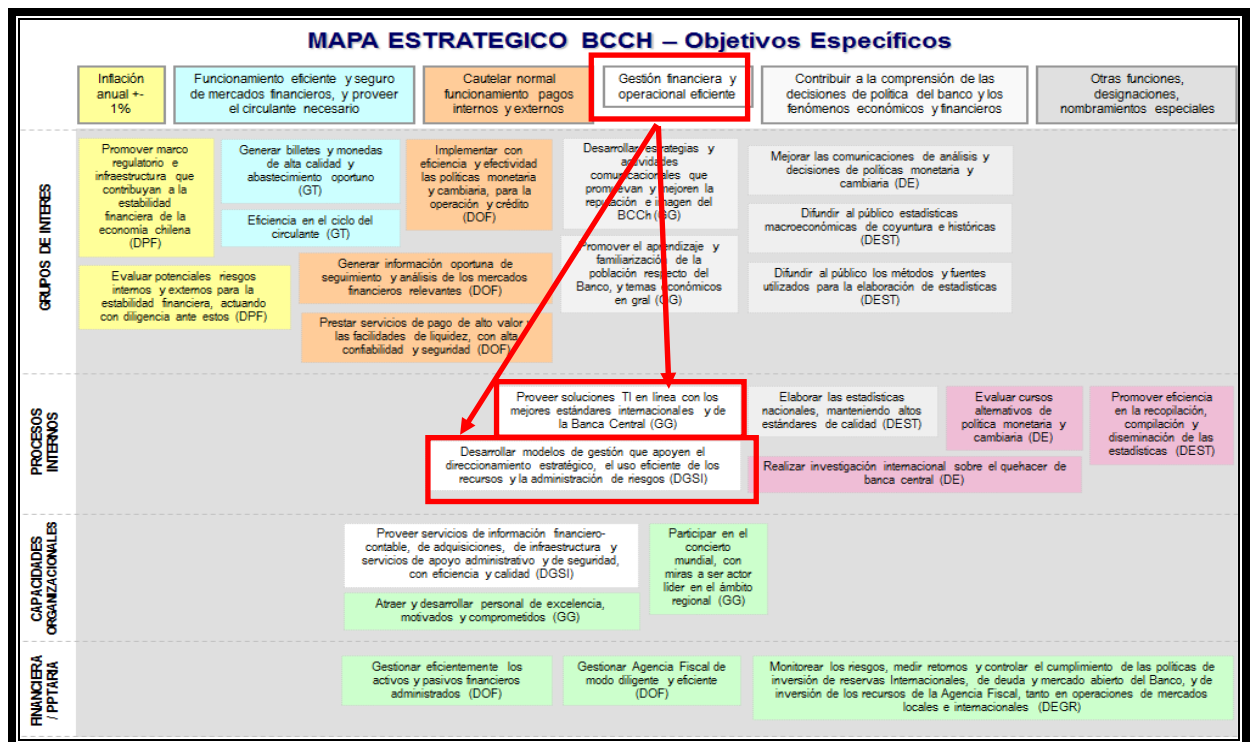 MAPA ESTRATEGICO BCCH – Objetivos Específicos
Inflación
anual +-
1%
Funcionamiento eficiente y seguro
de mercados financieros, y proveer
el circulante necesario
Cautelar normal
funcionamiento pagos
internos y externos
Gestión financiera y
operacional eficiente
Contribuir a la comprensión de las
decisiones de política del banco y los
fenómenos económicos y financieros
Otras funciones,
designaciones,
nombramientos especiales
GRUPOS DE INTERES
Promover marco
regulatorio e
infraestructura que
contribuyan a la
estabilidad
financiera de la
economía chilena
(DPF)
Generar billetes y monedas
de alta calidad y
abastecimiento oportuno
(GT)
Eficiencia en el ciclo del
circulante (GT)
Implementar con
eficiencia y efectividad
las políticas monetaria
y cambiaria, para la
operación y crédito
(DOF)
Desarrollar estrategias y
actividades
comunicacionales que
promuevan y mejoren la
reputación e imagen del
BCCh (GG)
Mejorar las comunicaciones de análisis y
decisiones de políticas monetaria y
cambiaria (DE)
Difundir al público estadísticas
macroeconómicas de coyuntura e históricas
(DEST)
Evaluar potenciales riesgos
internos y externos para la
estabilidad financiera, actuando
con diligencia ante estos (DPF)
Generar información oportuna de
seguimiento y análisis de los mercados
financieros relevantes (DOF)
Promover el aprendizaje y
familiarización de la
población respecto del
Banco, y temas económicos
en gral (GG)
Difundir al público los métodos y fuentes
utilizados para la elaboración de estadísticas
(DEST)
Prestar servicios de pago de alto valor y
las facilidades de liquidez, con alta
confiabilidad y seguridad (DOF)
PROCESOS
INTERNOS
Proveer soluciones TI en línea con los
mejores estándares internacionales y de
la Banca Central (GG)
Elaborar las estadísticas
nacionales, manteniendo altos
estándares de calidad (DEST)
Evaluar cursos
alternativos de
política monetaria y
cambiaria (DE)
Promover eficiencia
en la recopilación,
compilación y
diseminación de las
estadísticas (DEST)
Desarrollar modelos de gestión que apoyen el
direccionamiento estratégico, el uso eficiente de los
recursos y la administración de riesgos (DGSI)
Realizar investigación internacional sobre el quehacer de
banca central (DE)
CAPACIDADES
ORGANIZACIONALES
Proveer servicios de información financiero-
contable, de adquisiciones, de infraestructura y
servicios de apoyo administrativo y de seguridad,
con eficiencia y calidad (DGSI)
Participar en el
concierto
mundial, con
miras a ser actor
líder en el ámbito
regional (GG)
Atraer y desarrollar personal de excelencia,
motivados y comprometidos (GG)
FINANCIERA
/ PPTARIA
Gestionar eficientemente los
activos y pasivos financieros
administrados (DOF)
Gestionar Agencia Fiscal de
modo diligente y eficiente
(DOF)
Monitorear los riesgos, medir retornos y controlar el cumplimiento de las políticas de
inversión de reservas Internacionales, de deuda y mercado abierto del Banco, y de
inversión de los recursos de la Agencia Fiscal, tanto en operaciones de mercados
locales e internacionales (DEGR)